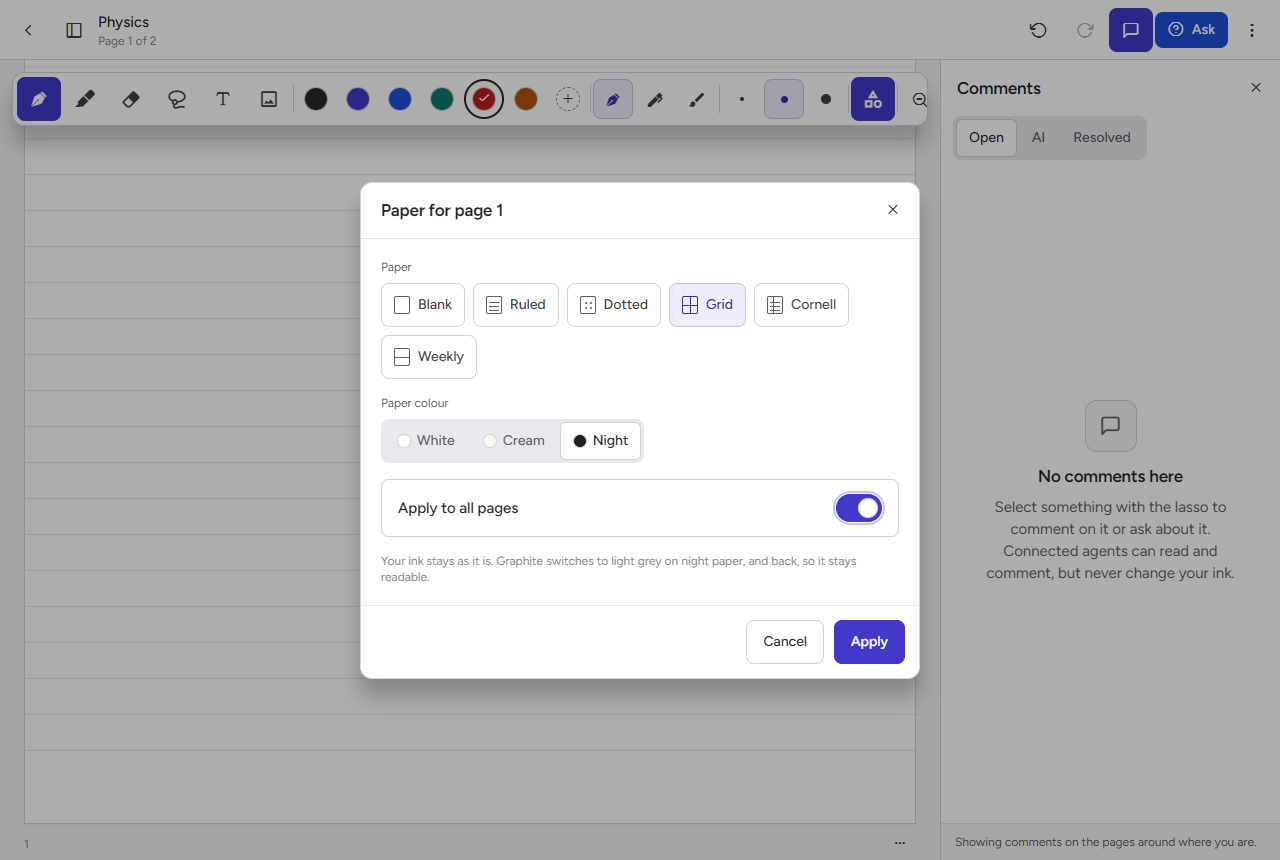 Physics
Page 1 of 2
Ask
Comments
Open AI Resolved
Paper for page 1
Paper
Blank Ruled Dotted Grid Cornell
Weekly
Paper colour
White Cream Night
Apply to all pages
Your ink stays as it is. Graphite switches to light grey on night paper, and back, so it stays
readable.
Cancel Apply
No comments here
Select something with the lasso to
comment on it or ask about it.
Connected agents can read and
comment, but never change your ink.
1
Showing comments on the pages around where you are.